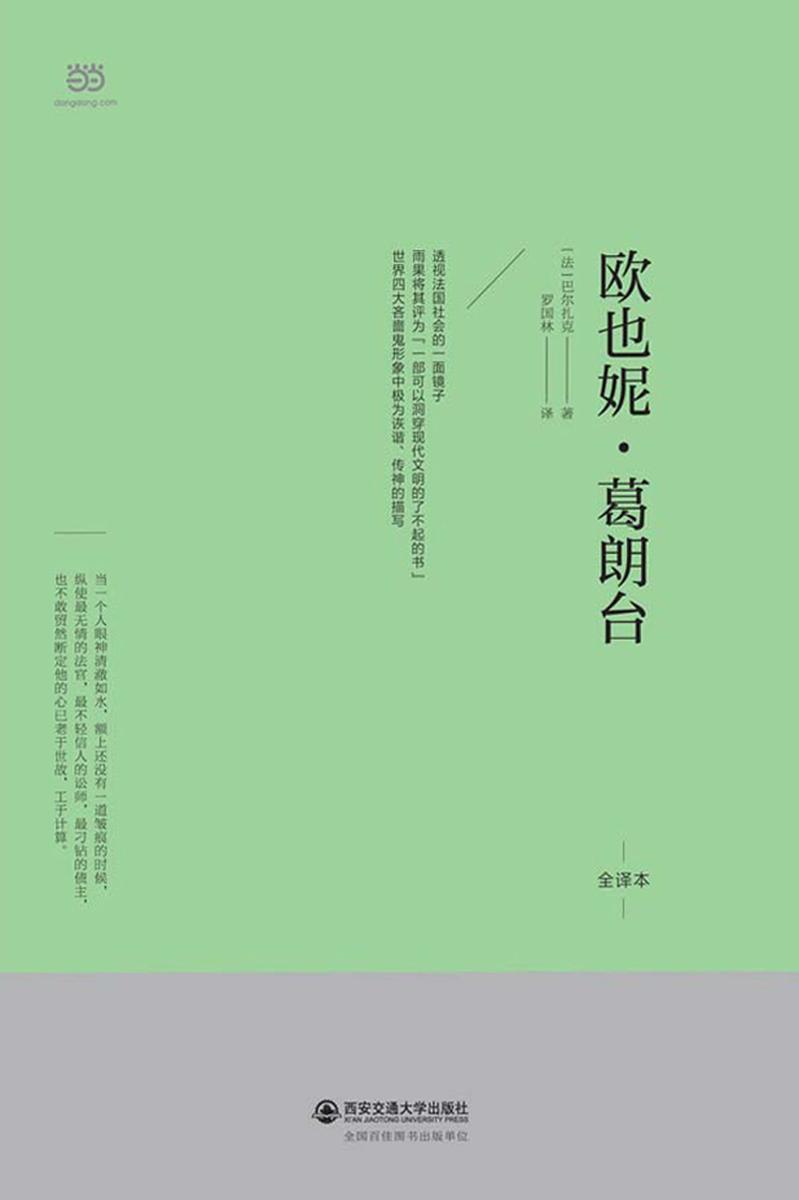 dangdang.com
欧也妮·葛朗台
[法]巴尔扎克——著
罗国林——译
透视法国社会的一面镜子
雨果将其评为“一部可以洞穿现代文明的了不起的书”
世界四大吝啬鬼形象中极为诙谐、传神的描写
当一个人眼神清澈如水，额上还没有一道皱痕的时候，
纵使最无情的法官，最不轻信人的讼师，最刁钻的债主，
也不敢贸然断定他的心已老于世故，工于计算。
全译本
西安交通大学出版社
XI'AN JIAOTONG UNIVERSITY PRESS
全国百佳图书出版单位